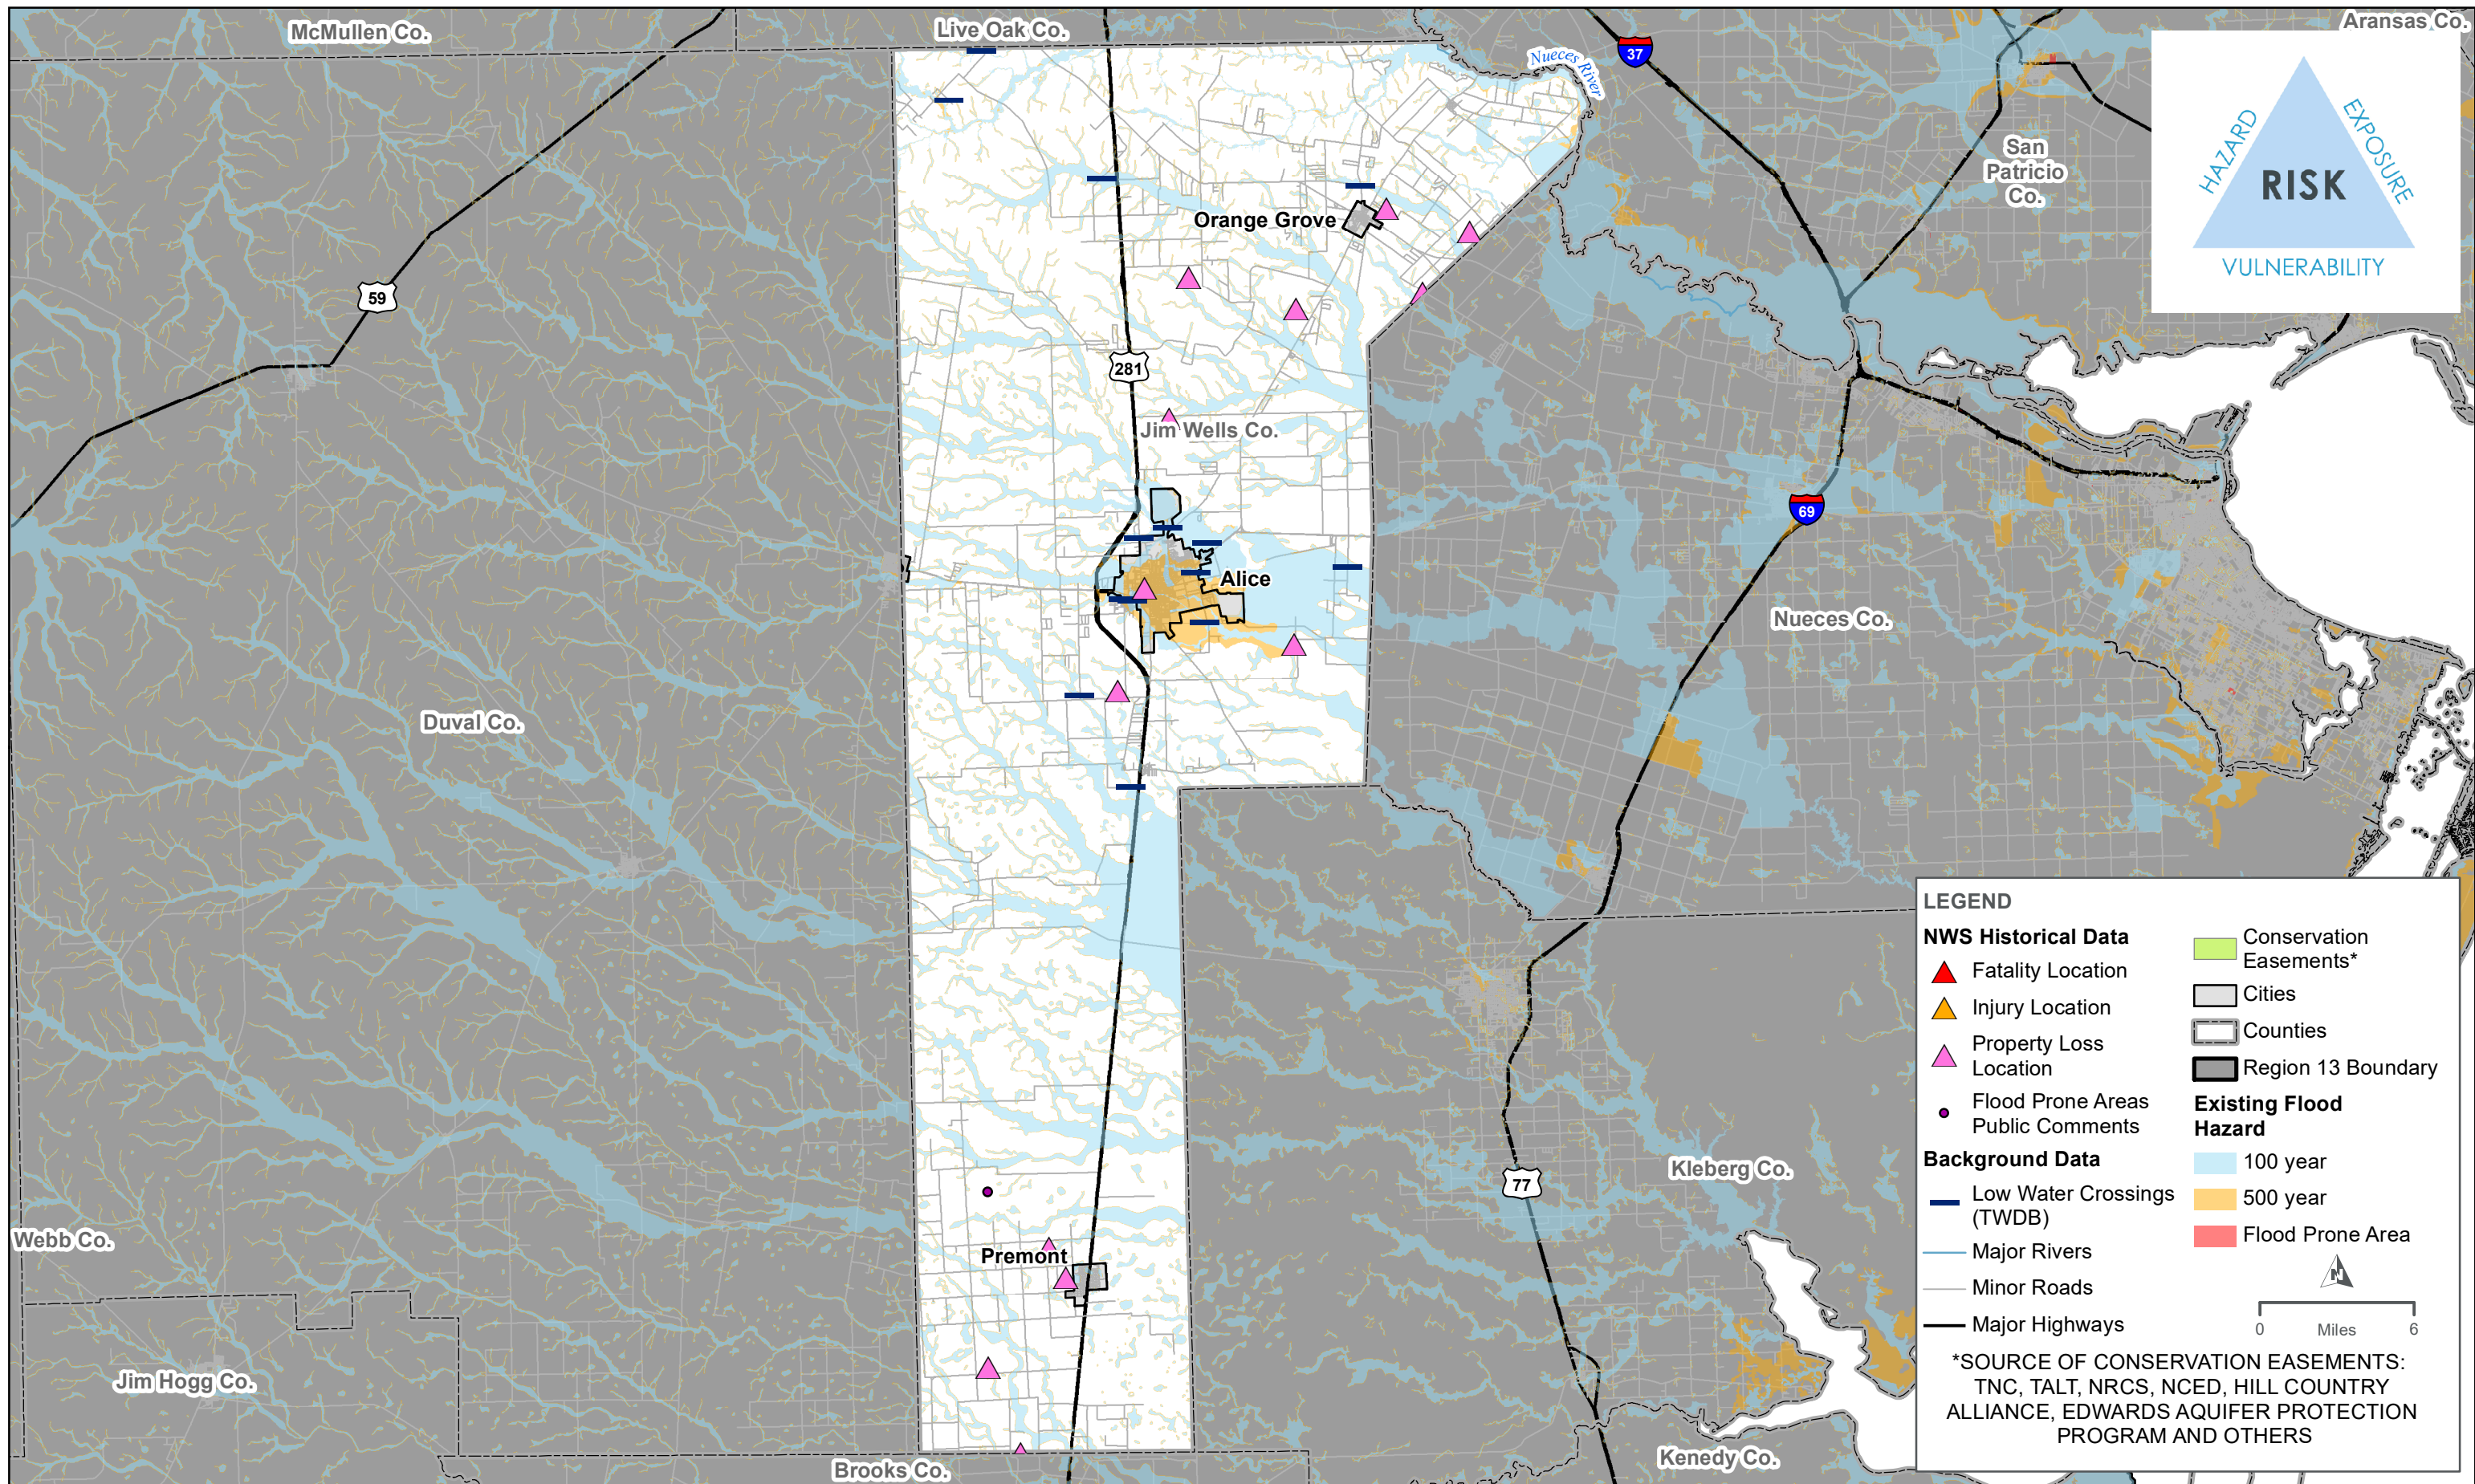 McMullen Co.
Live Oak Co.
Aransas Co.
Nueces River
37
San
Patricio
Co.
HAZARD
EXPOSURE
RISK
VULNERABILITY
59
Orange Grove
281
Jim Wells Co.
69
Alice
Nueces Co.
Duval Co.
Kleberg Co.
77
Webb Co.
Premont
Jim Hogg Co.
Brooks Co.
Kenedy Co.
LEGEND
NWS Historical Data
Fatality Location
Injury Location
Property Loss
Location
Flood Prone Areas
Public Comments
Background Data
Low Water Crossings
(TWDB)
Major Rivers
Minor Roads
Major Highways
Conservation
Easements*
Cities
Counties
Region 13 Boundary
Existing Flood
Hazard
100 year
500 year
Flood Prone Area
N
0 Miles 6
*SOURCE OF CONSERVATION EASEMENTS:
TNC, TALT, NRCS, NCED, HILL COUNTRY
ALLIANCE, EDWARDS AQUIFER PROTECTION
PROGRAM AND OTHERS